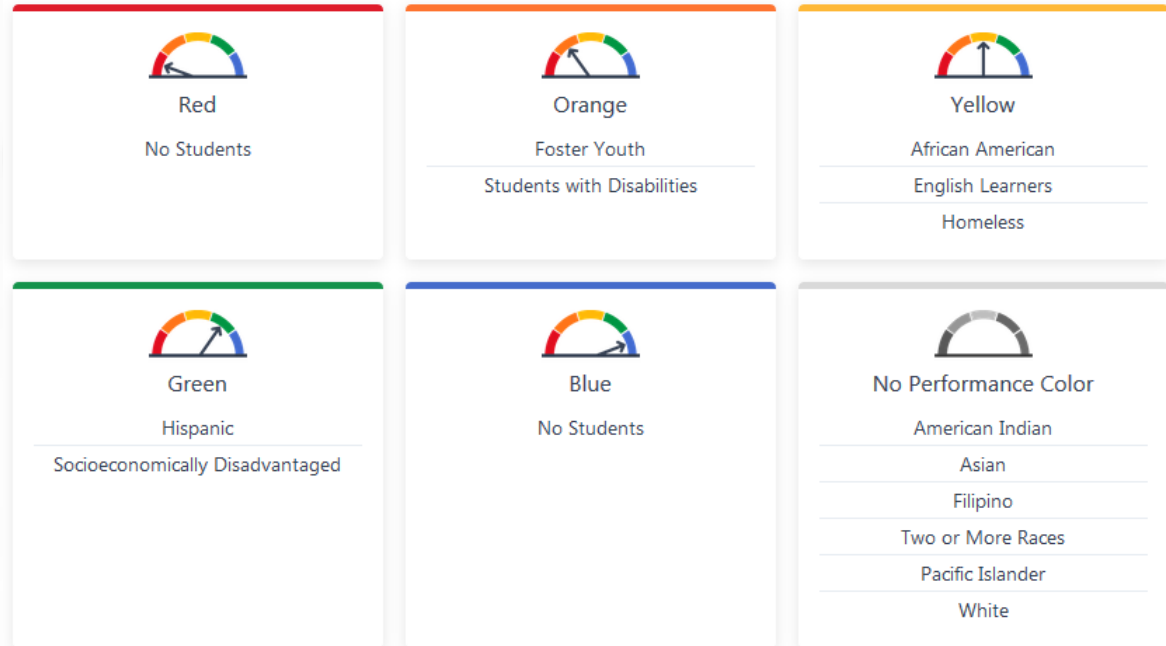 Red
No Students
Orange
Foster Youth
Students with Disabilities
Yellow
African American
English Learners
Homeless
Green
Hispanic
Socioeconomically Disadvantaged
Blue
No Students
No Performance Color
American Indian
Asian
Filipino
Two or More Races
Pacific Islander
White